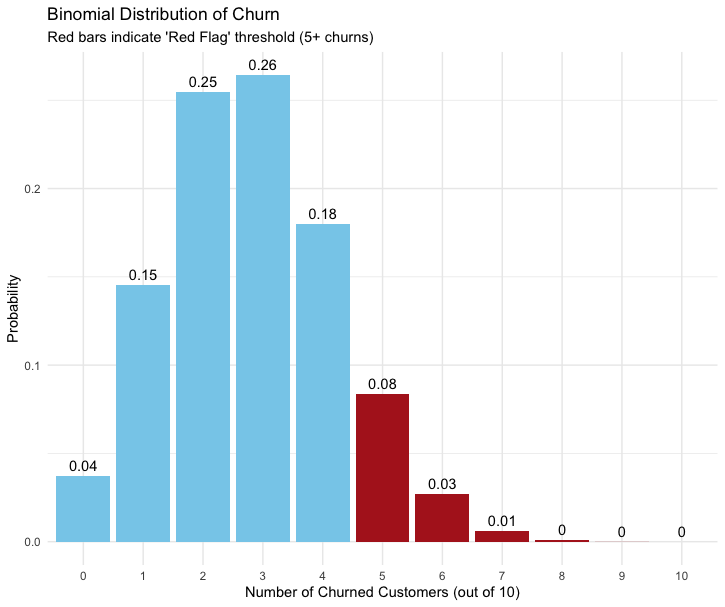 Binomial Distribution of Churn
Red bars indicate 'Red Flag' threshold (5+ churns)
0.26
0.25
0.18
0.15
0.08
0.04
0.03
0.01
0
0
0
0.2
0.1
0.0
Probability
0 1 2 3 4 5 6 7 8 9 10
Number of Churned Customers (out of 10)